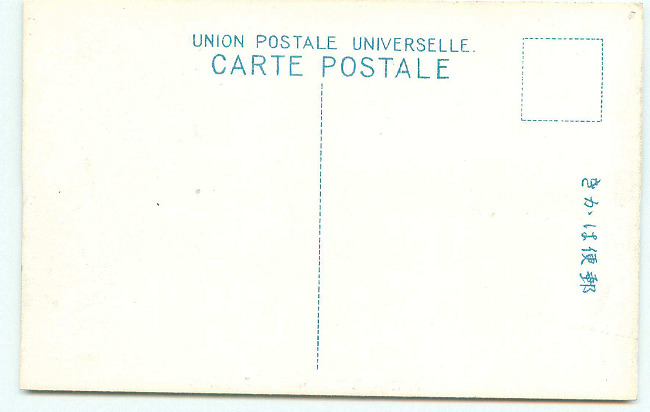 UNION POSTALE UNIVERSELLE.
CARTE POSTALE
郵便はかき